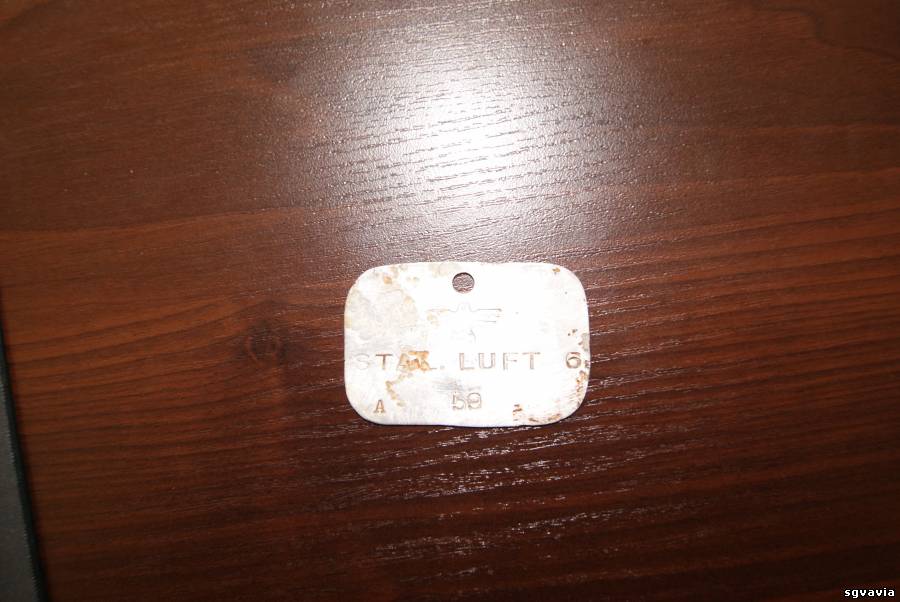 STAL. LUFT 6
A 59
sgvavia